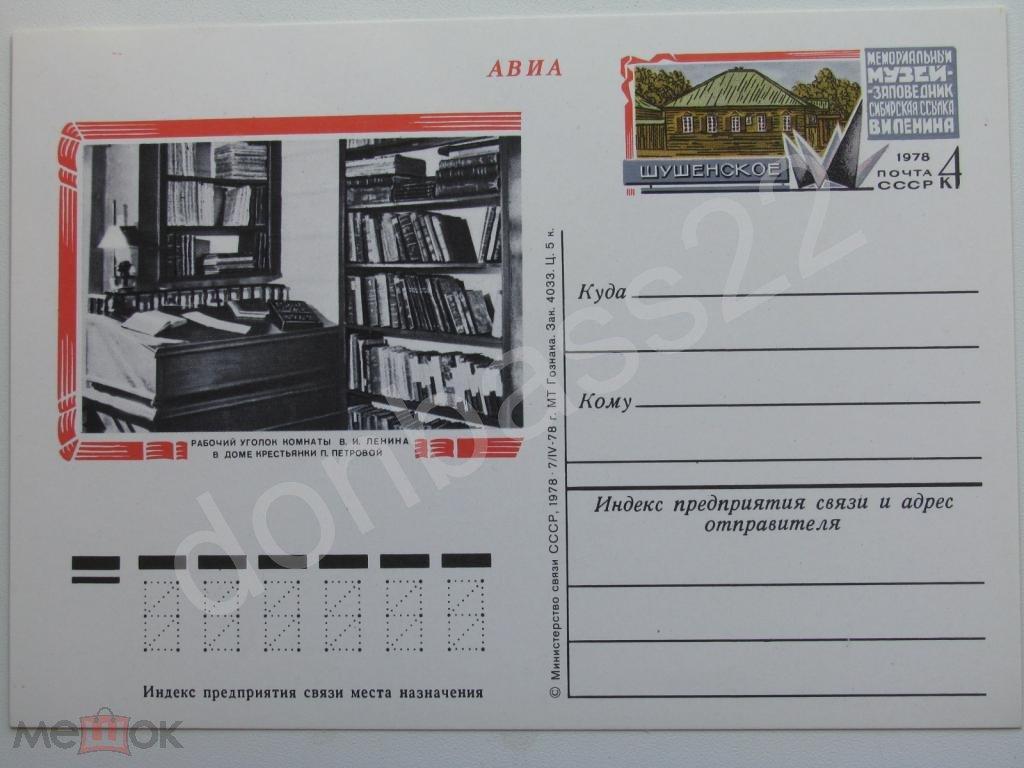 АВИА
МЕМОРИАЛЬНЫЙ
МУЗЕЙ-
-ЗАПОВЕДНИК
СИБИРСКАЯ ССЫЛКА
В.И.ЛЕНИНА
ШУШЕНСКОЕ
1978
ПОЧТА
СССР
4
К
РАБОЧИЙ УГОЛОК КОМНАТЫ В. И. ЛЕНИНА
В ДОМЕ КРЕСТЬЯНКИ П. ПЕТРОВОЙ
Куда
Кому
Индекс предприятия связи и адрес
отправителя
© Министерство связи СССР, 1978 · 7/IV-78 г. МТ Гознака. Зак. 4033. Ц. 5 к.
Индекс предприятия связи места назначения
donbass22
мешок